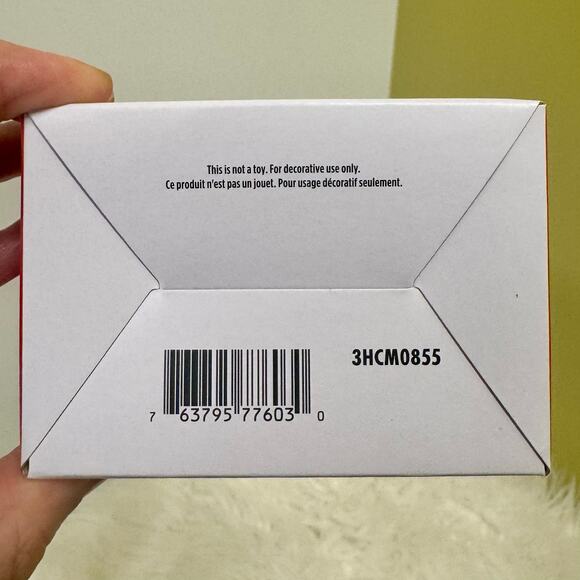 This is not a toy. For decorative use only.
Ce produit n'est pas un jouet. Pour usage décoratif seulement.
3HCM0855
7 63795 77603 0